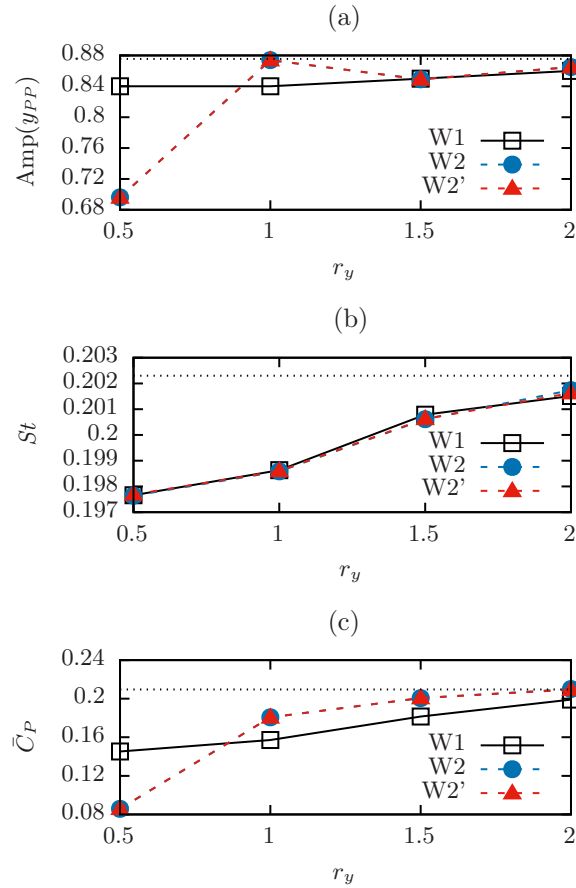 (a)
Amp(y_PP)
0.88
0.84
0.8
0.76
0.72
0.68
W1
W2
W2'
0.5 1 1.5 2
r_y
(b)
St
0.203
0.202
0.201
0.2
0.199
0.198
0.197
W1
W2
W2'
0.5 1 1.5 2
r_y
(c)
C̄_P
0.24
0.2
0.16
0.12
0.08
W1
W2
W2'
0.5 1 1.5 2
r_y